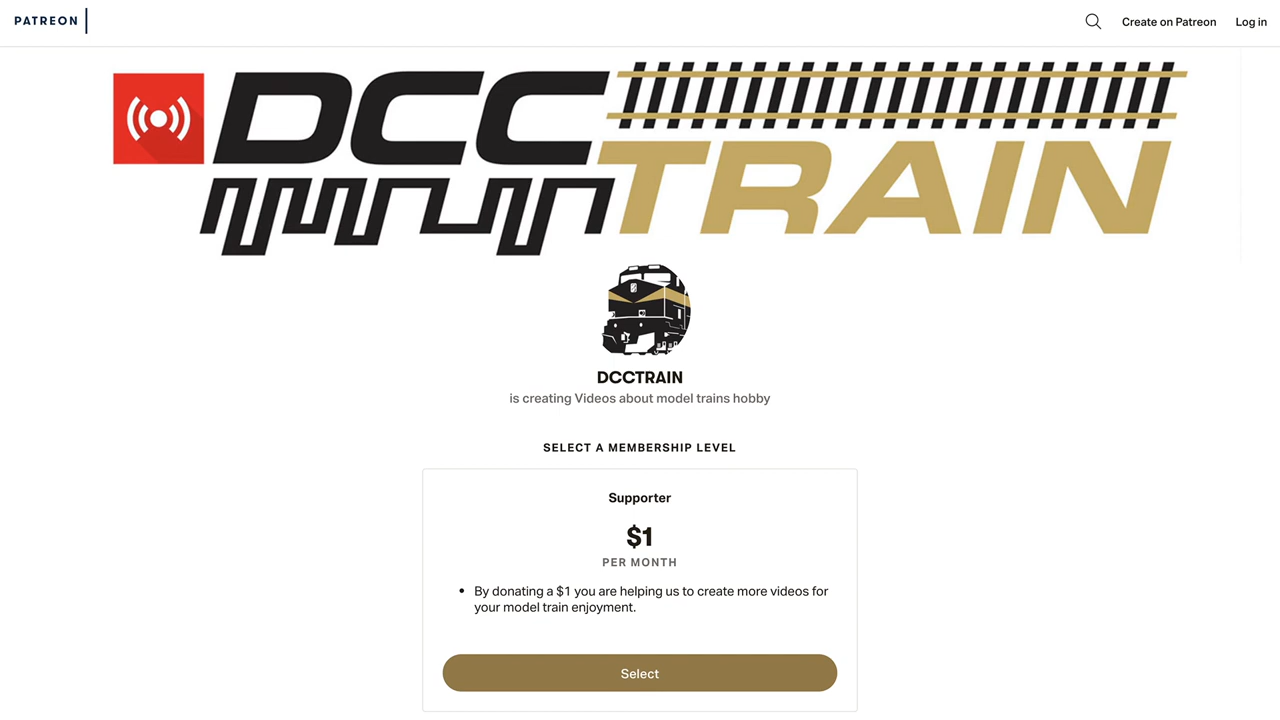 PATREON
Create on Patreon
Log in
DCC
TRAIN
DCCTRAIN
is creating Videos about model trains hobby
SELECT A MEMBERSHIP LEVEL
Supporter
$1
PER MONTH
• By donating a $1 you are helping us to create more videos for
your model train enjoyment.
Select